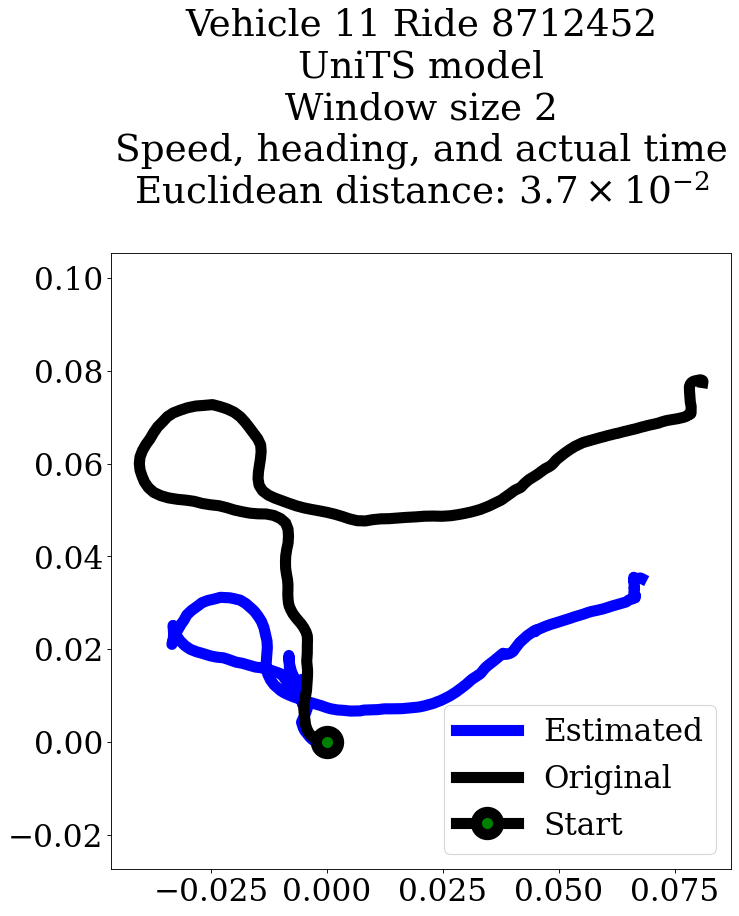 Vehicle 11 Ride 8712452
UniTS model
Window size 2
Speed, heading, and actual time
Euclidean distance: 3.7 × 10⁻²
0.10
0.08
0.06
0.04
0.02
0.00
−0.02
Estimated
Original
Start
−0.025 0.000 0.025 0.050 0.075